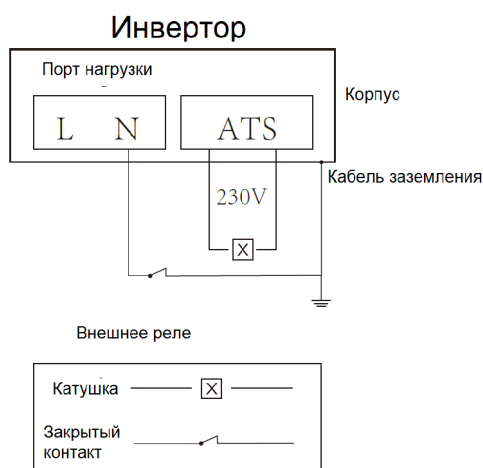 Инвертор
Порт нагрузки
Корпус
L N ATS
Кабель заземления
230V
X
Внешнее реле
Катушка X
Закрытый
контакт